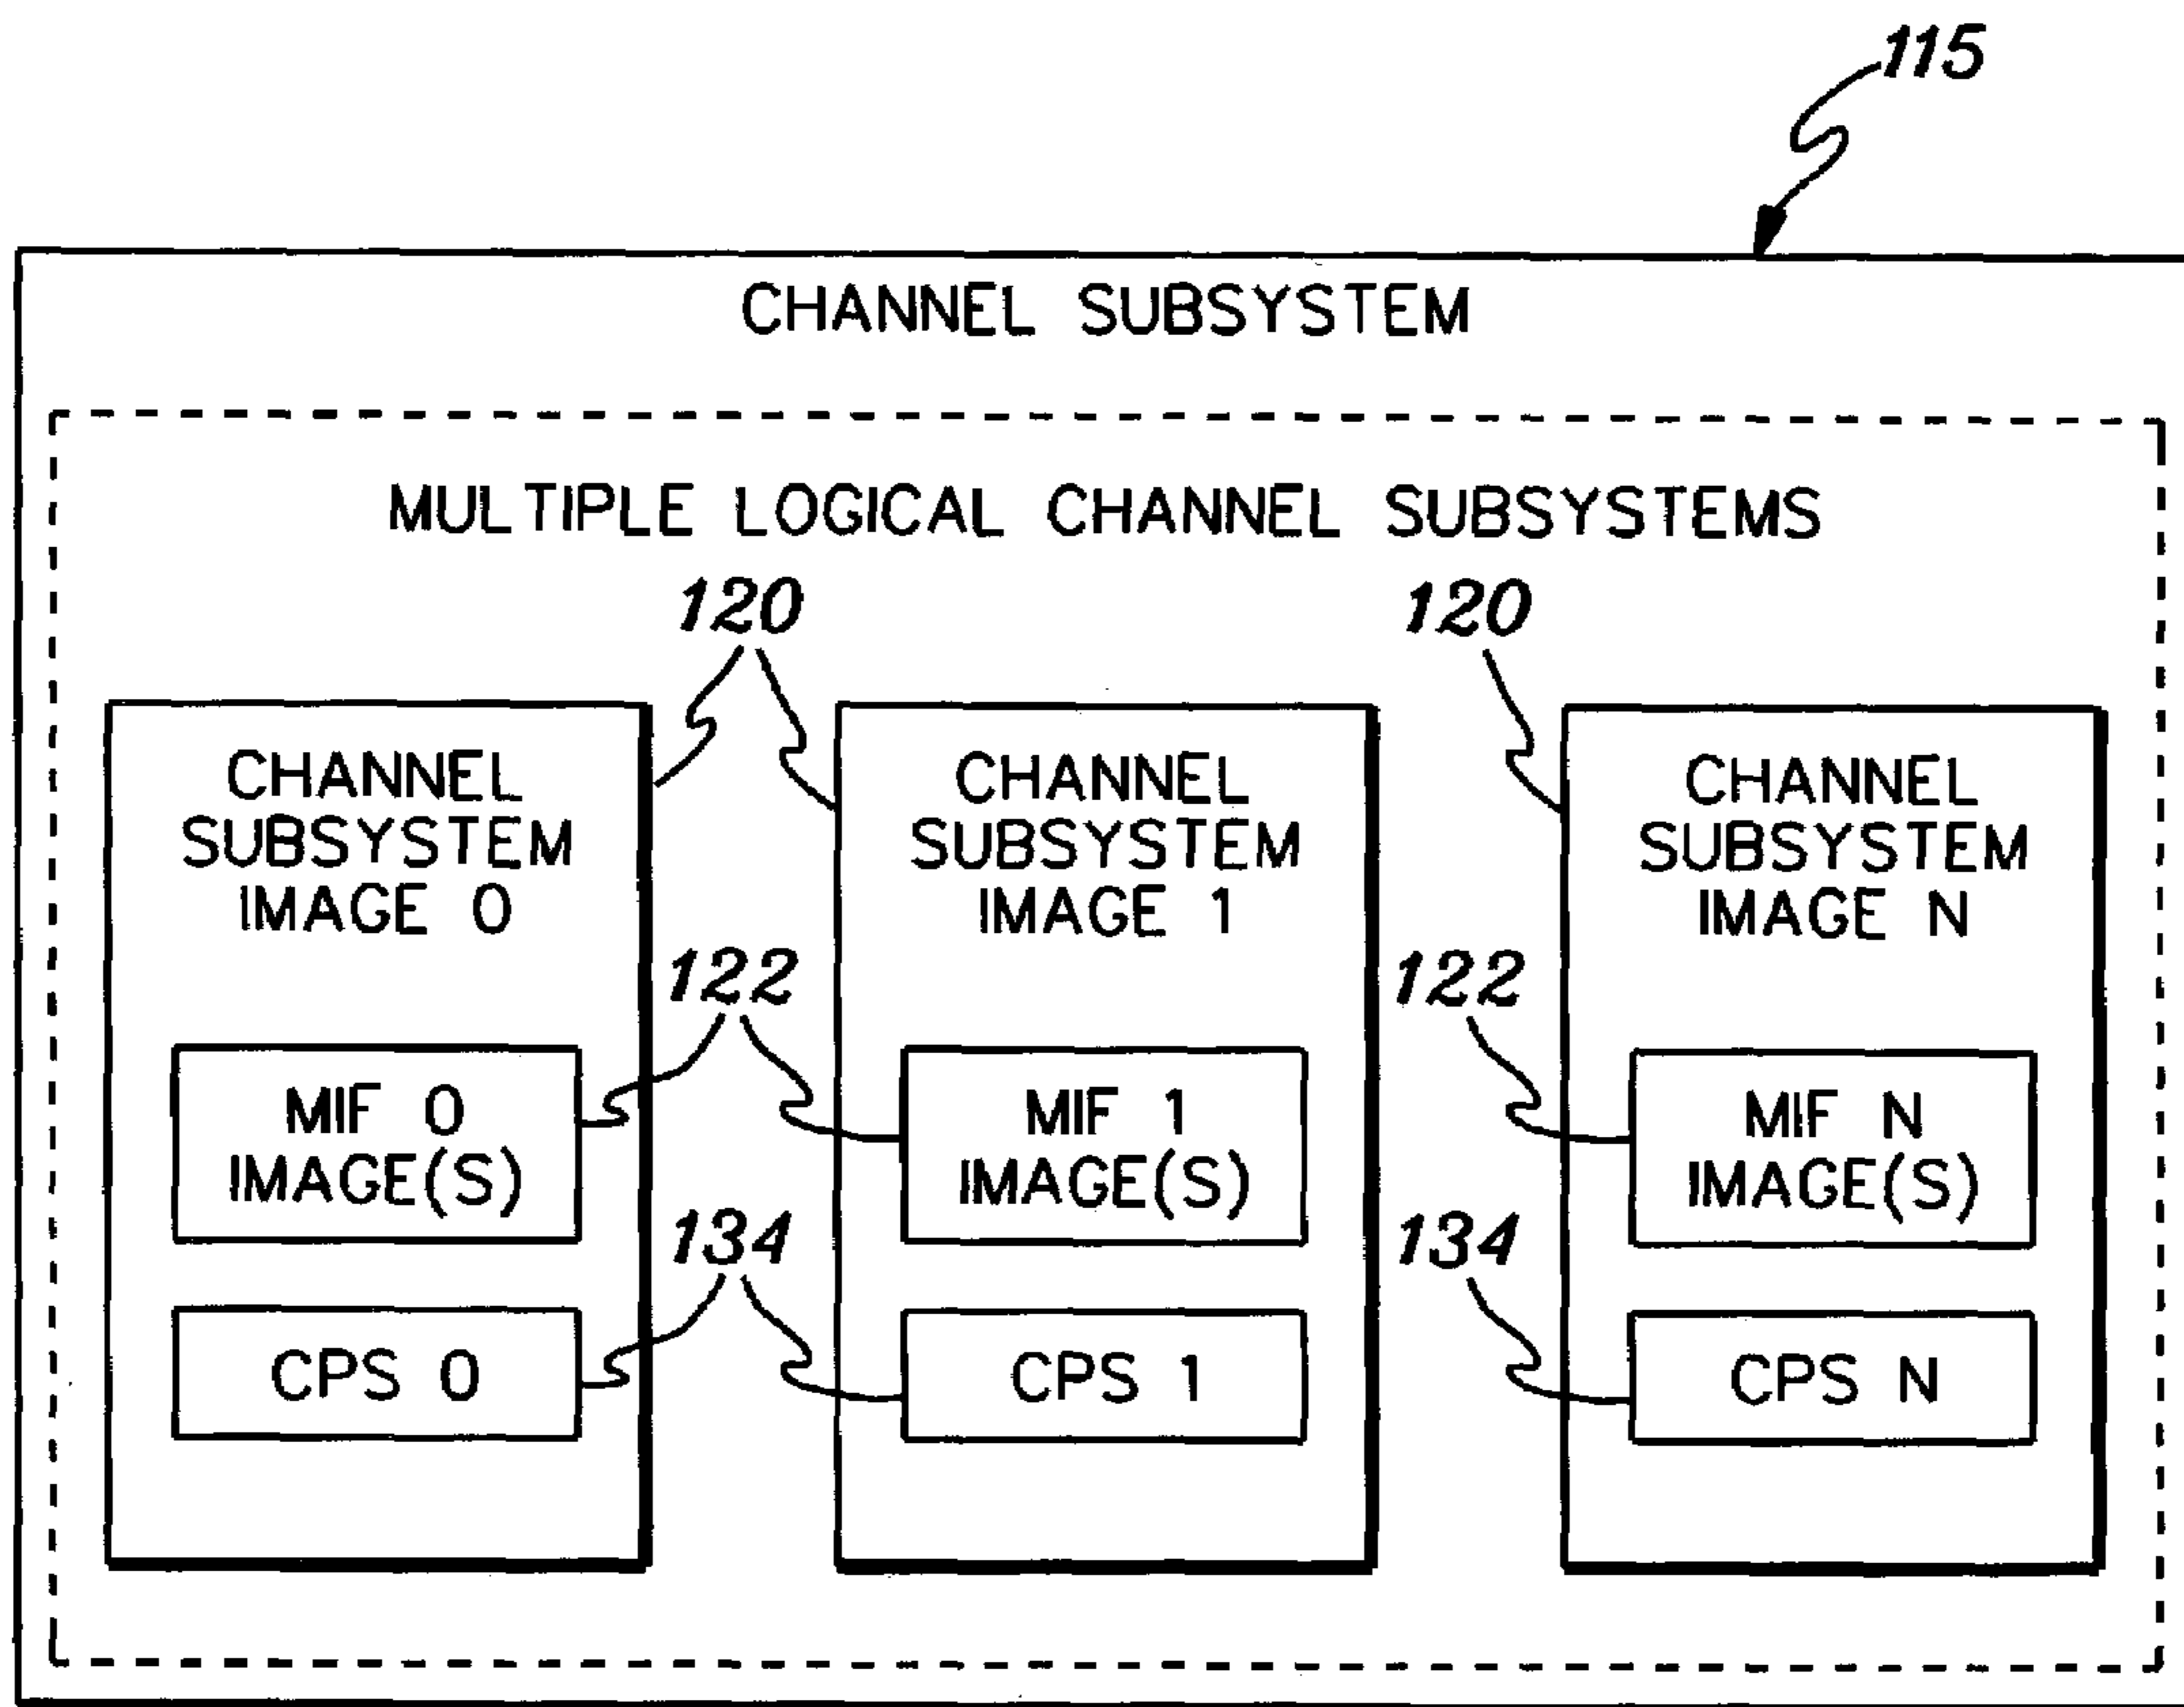 115
CHANNEL SUBSYSTEM
MULTIPLE LOGICAL CHANNEL SUBSYSTEMS
120
120
CHANNEL
SUBSYSTEM
IMAGE 0
CHANNEL
SUBSYSTEM
IMAGE 1
CHANNEL
SUBSYSTEM
IMAGE N
122
122
MIF 0
IMAGE(S)
MIF 1
IMAGE(S)
MIF N
IMAGE(S)
134
134
CPS 0
CPS 1
CPS N